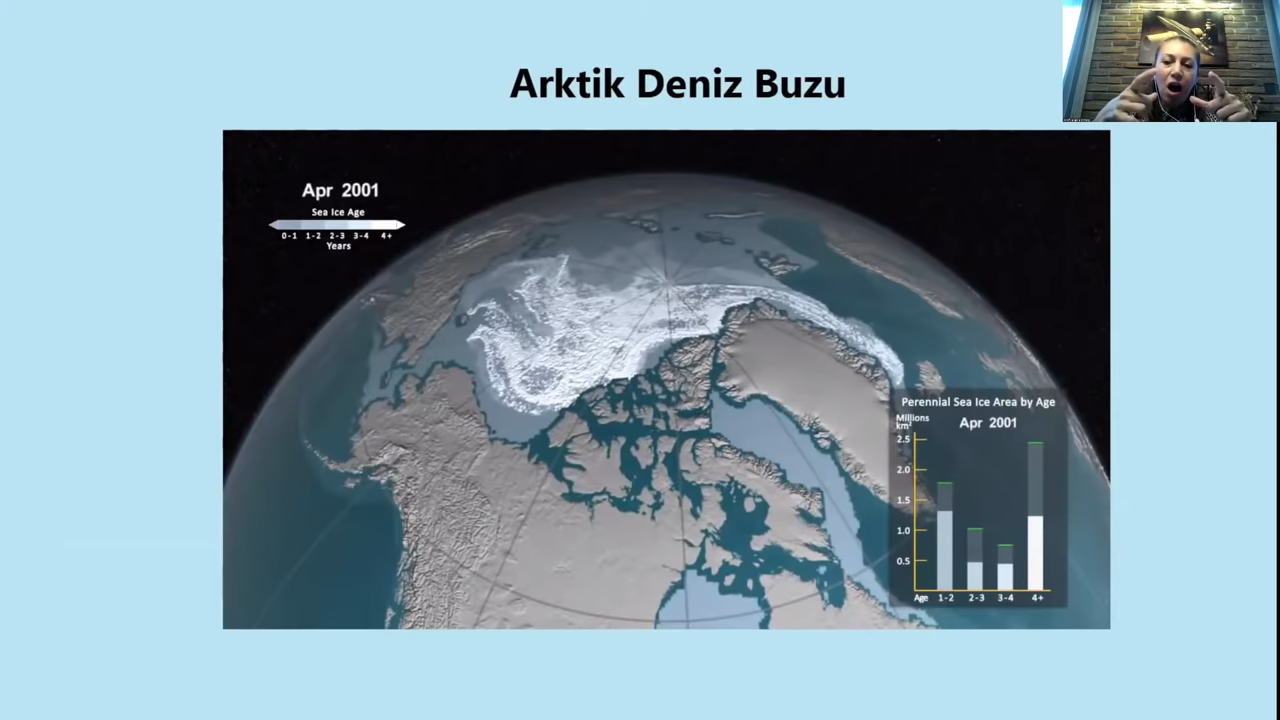 Arktik Deniz Buzu
Apr 2001
Sea Ice Age
0-1 1-2 2-3 3-4 4+
Years
Perennial Sea Ice Area by Age
Millions
km²
Apr 2001
2.5
2.0
1.5
1.0
0.5
Age 1-2 2-3 3-4 4+